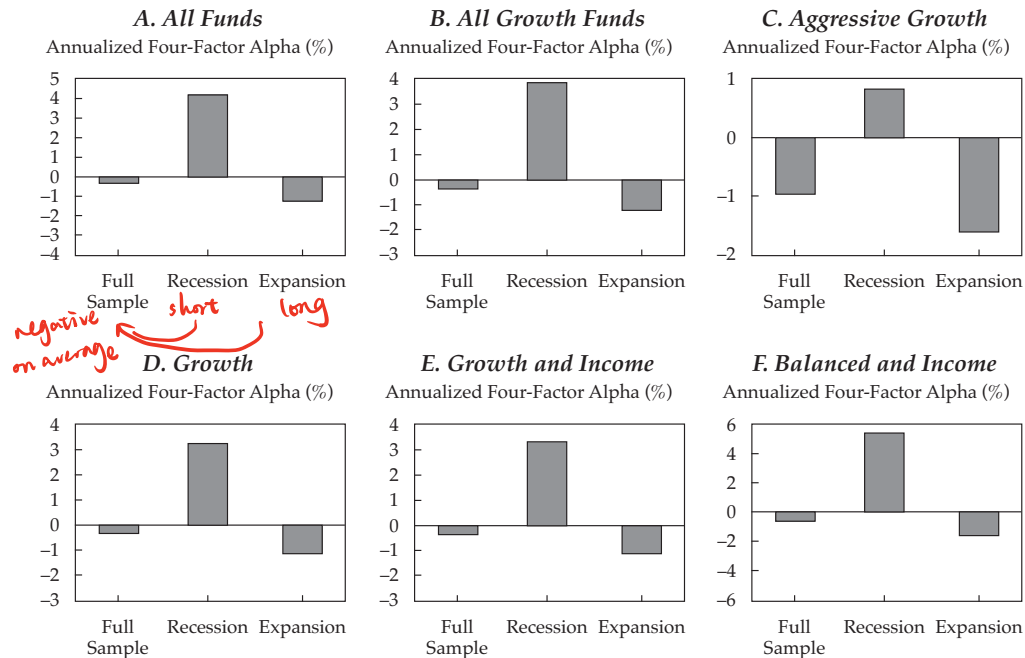 A. All Funds
Annualized Four-Factor Alpha (%)
5
4
3
2
1
0
–1
–2
–3
–4
Full Sample
Recession
Expansion
B. All Growth Funds
Annualized Four-Factor Alpha (%)
4
3
2
1
0
–1
–2
–3
Full Sample
Recession
Expansion
C. Aggressive Growth
Annualized Four-Factor Alpha (%)
1
0
–1
–2
Full Sample
Recession
Expansion
negative on average
short
long
D. Growth
Annualized Four-Factor Alpha (%)
4
3
2
1
0
–1
–2
–3
Full Sample
Recession
Expansion
E. Growth and Income
Annualized Four-Factor Alpha (%)
4
3
2
1
0
–1
–2
–3
Full Sample
Recession
Expansion
F. Balanced and Income
Annualized Four-Factor Alpha (%)
6
4
2
0
–2
–4
–6
Full Sample
Recession
Expansion